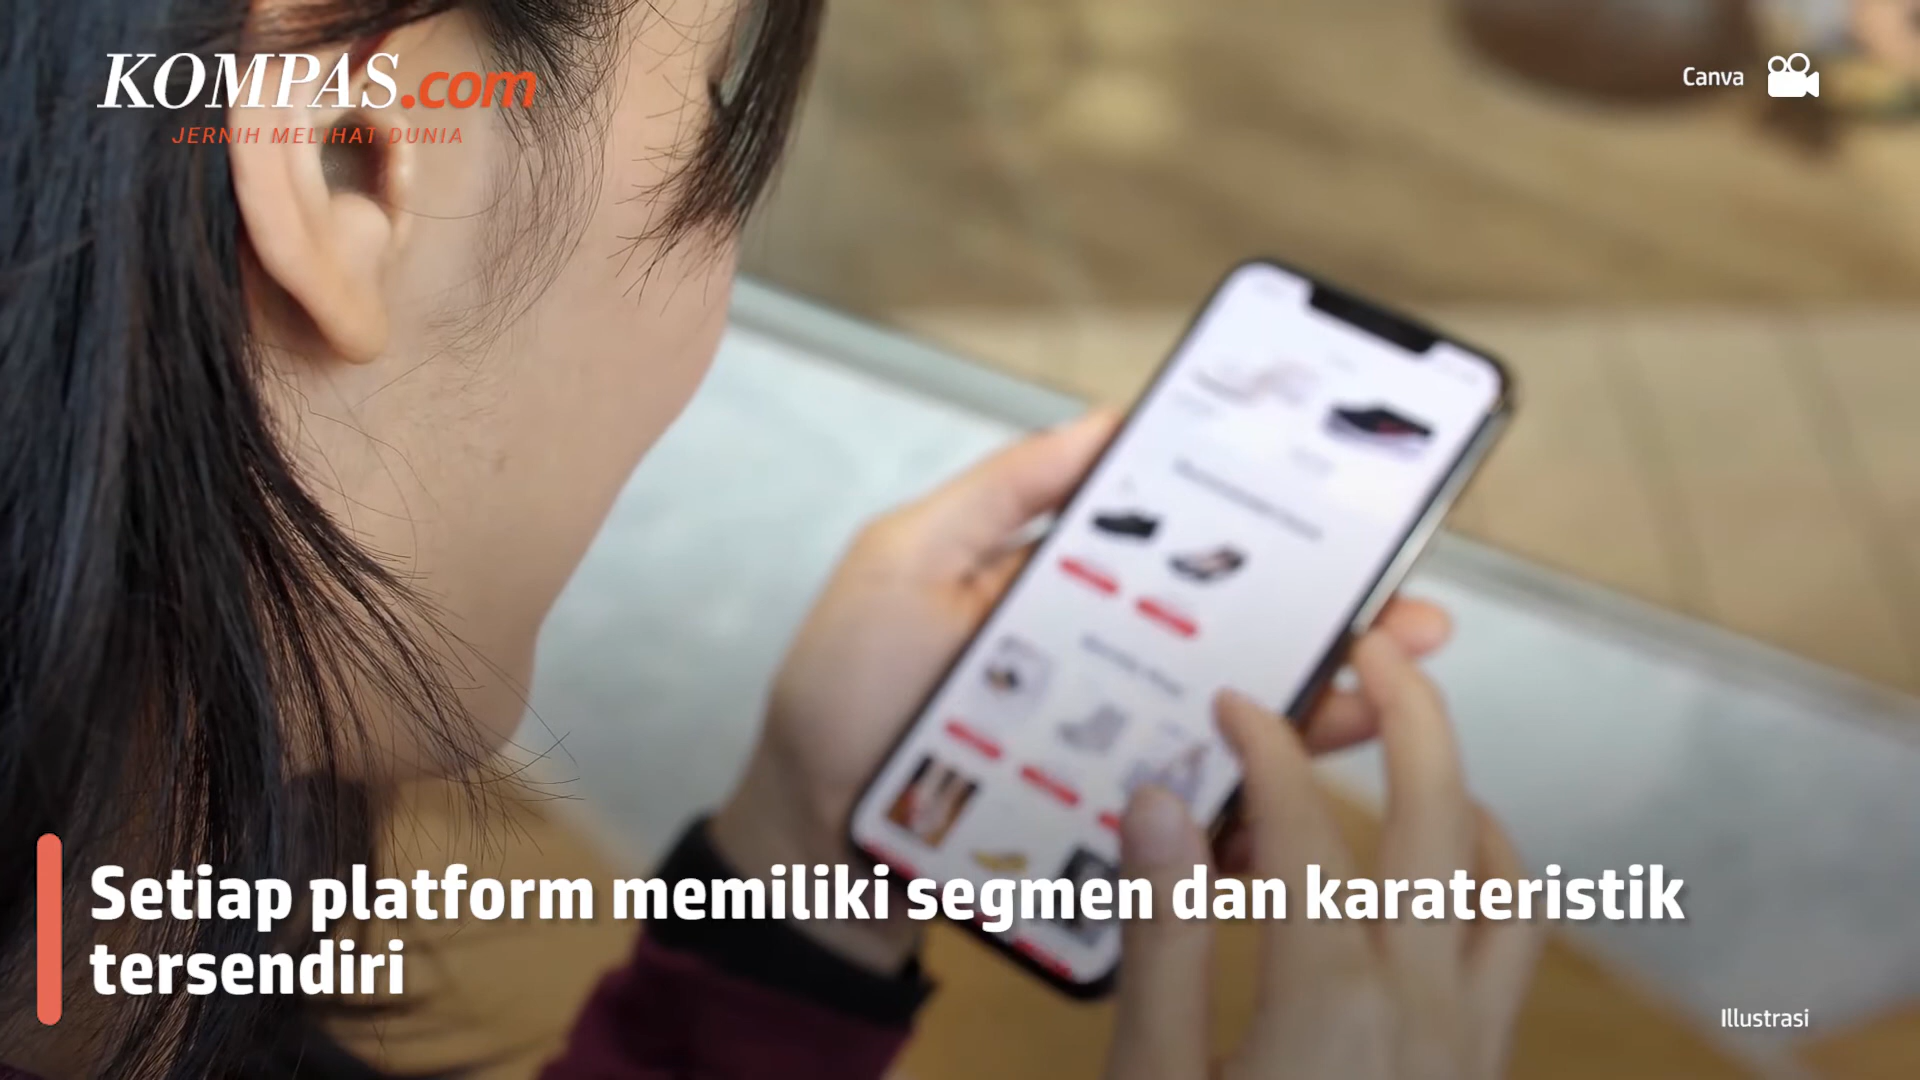 KOMPAS.com
JERNIH MELIHAT DUNIA
Canva
Setiap platform memiliki segmen dan karateristik
tersendiri
Illustrasi